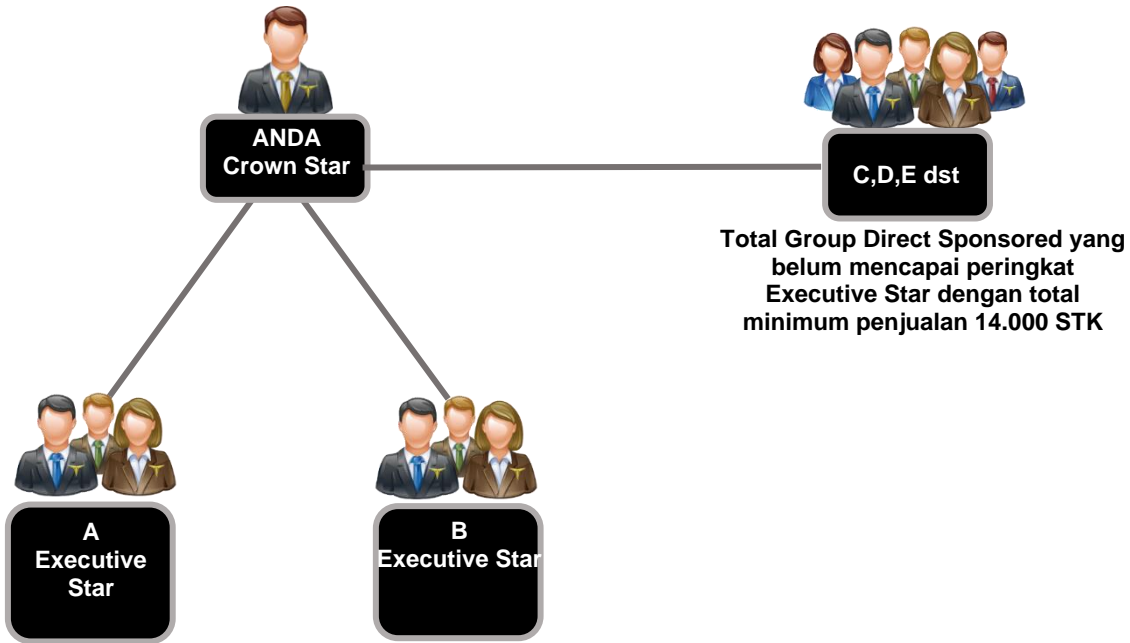 ANDA
Crown Star
C,D,E dst
Total Group Direct Sponsored yang
belum mencapai peringkat
Executive Star dengan total
minimum penjualan 14.000 STK
A
Executive
Star
B
Executive Star